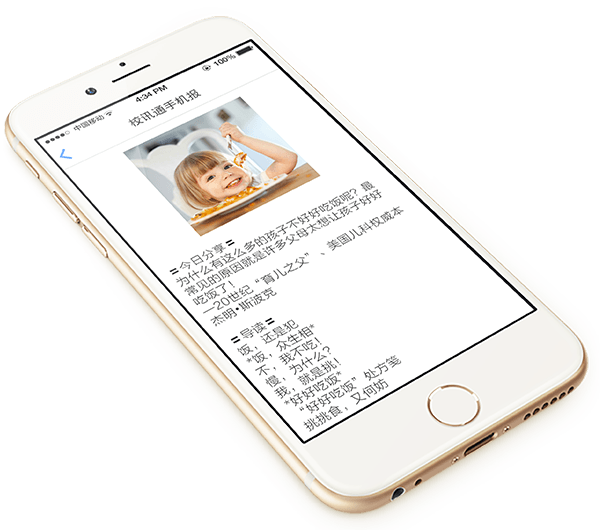 中国移动
4:34 PM
100%
校讯通手机报
〓今日分享〓
为什么有这么多的孩子不好好吃饭呢？最
常见的原因就是许多父母太想让孩子好好
吃饭了！
—20世纪“育儿之父”、美国儿科权威本
杰明•斯波克
〓导读〓
饭，还是犯
*饭，众生相*
不，我不吃！
慢，为什么？
我，就是挑！
*好好吃饭*
“好好吃饭”处方笺
挑挑食，又何妨